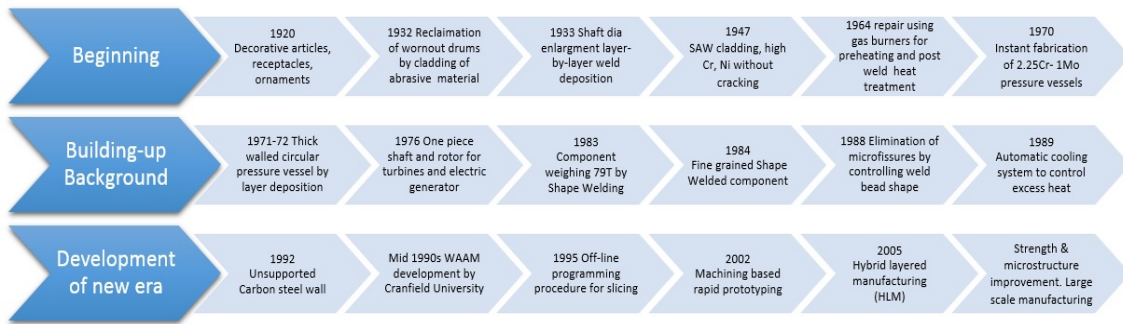 Beginning
1920
Decorative articles,
receptacles,
ornaments
1932 Reclaimation
of wornout drums
by cladding of
abrasive material
1933 Shaft dia
enlargment layer-
by-layer weld
deposition
1947
SAW cladding, high
Cr, Ni without
cracking
1964 repair using
gas burners for
preheating and post
weld heat
treatment
1970
Instant fabrication
of 2.25Cr- 1Mo
pressure vessels
Building-up
Background
1971-72 Thick
walled circular
pressure vessel by
layer deposition
1976 One piece
shaft and rotor for
turbines and electric
generator
1983
Component
weighing 79T by
Shape Welding
1984
Fine grained Shape
Welded component
1988 Elimination of
microfissures by
controlling weld
bead shape
1989
Automatic cooling
system to control
excess heat
Development
of new era
1992
Unsupported
Carbon steel wall
Mid 1990s WAAM
development by
Cranfield University
1995 Off-line
programming
procedure for slicing
2002
Machining based
rapid prototyping
2005
Hybrid layered
manufacturing
(HLM)
Strength &
microstructure
improvement. Large
scale manufacturing